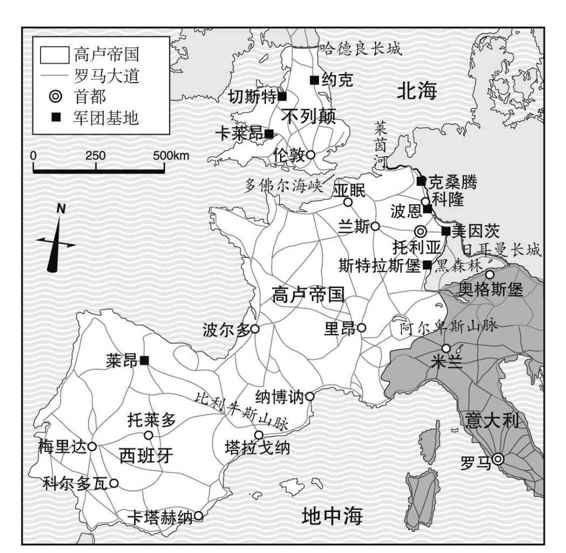 高卢帝国
罗马大道
首都
军团基地
0 250 500km
N
哈德良长城
约克
切斯特
不列颠
卡莱昂
伦敦
北海
莱茵河
多佛尔海峡
亚眠
克桑腾
科隆
波恩
兰斯
美因茨
托利亚
日耳曼长城
斯特拉斯堡
黑森林
奥格斯堡
高卢帝国
波尔多
里昂
阿尔卑斯山脉
米兰
莱昂
比利牛斯山脉
纳博讷
意大利
托莱多
梅里达
西班牙
塔拉戈纳
罗马
科尔多瓦
卡塔赫纳
地中海